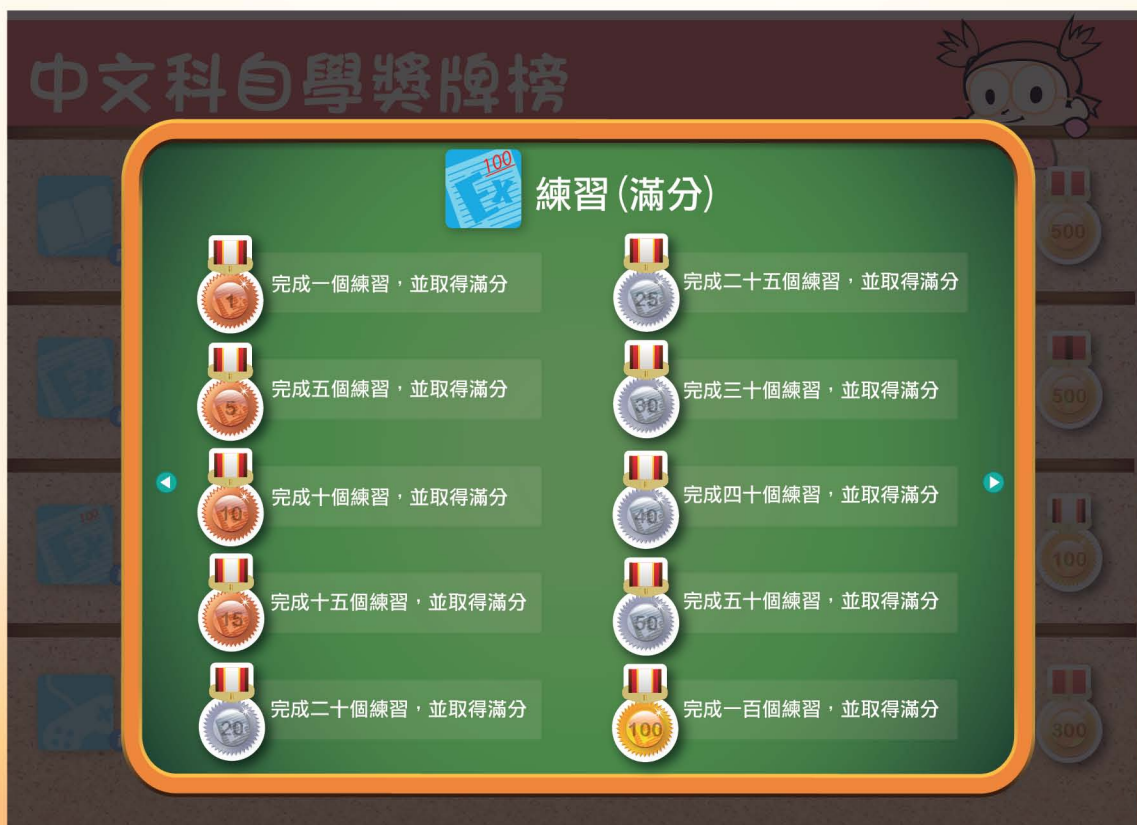 中文科自學獎牌榜
100
Ex
練習(滿分)
1
完成一個練習，並取得滿分
5
完成五個練習，並取得滿分
10
完成十個練習，並取得滿分
15
完成十五個練習，並取得滿分
20
完成二十個練習，並取得滿分
25
完成二十五個練習，並取得滿分
30
完成三十個練習，並取得滿分
40
完成四十個練習，並取得滿分
50
完成五十個練習，並取得滿分
100
完成一百個練習，並取得滿分
500
500
100
300